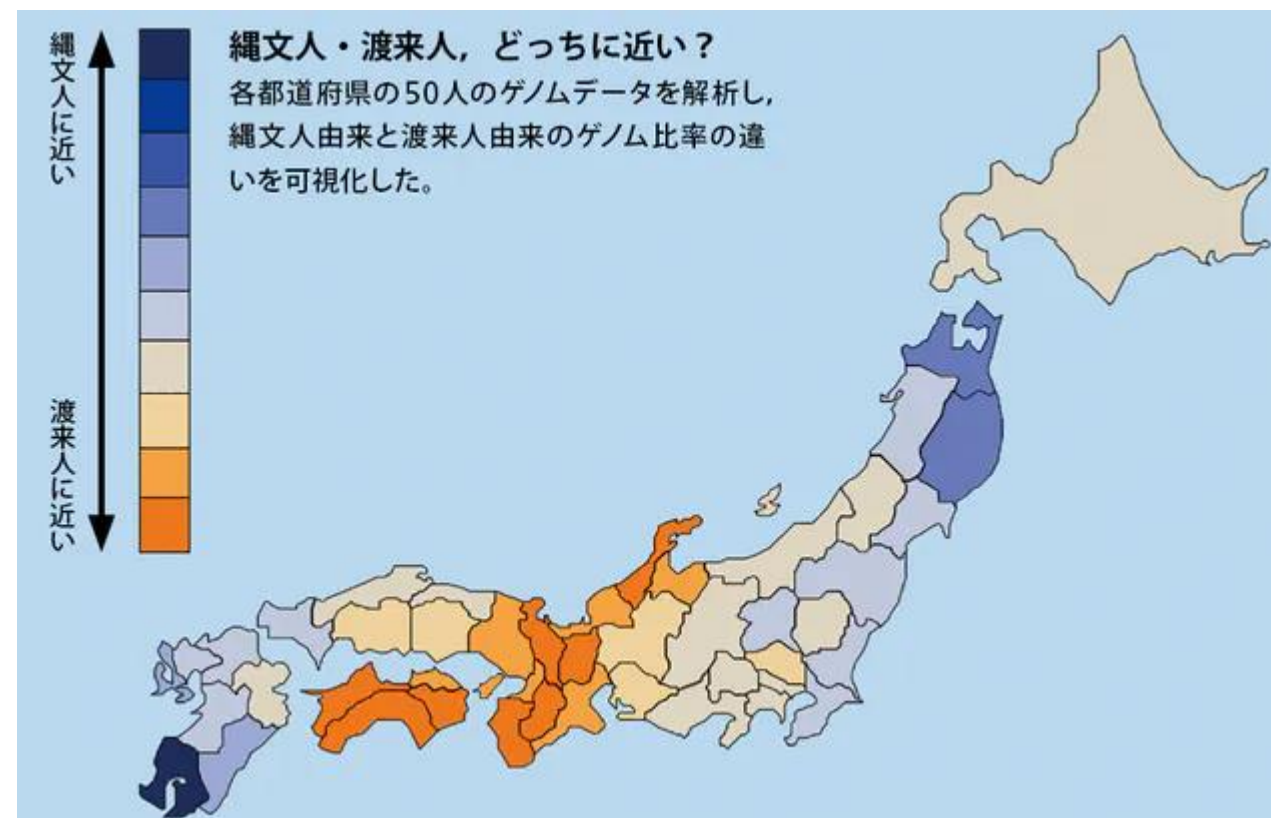 縄文人に近い
渡来人に近い
縄文人・渡来人，どっちに近い？
各都道府県の50人のゲノムデータを解析し，
縄文人由来と渡来人由来のゲノム比率の違
いを可視化した。